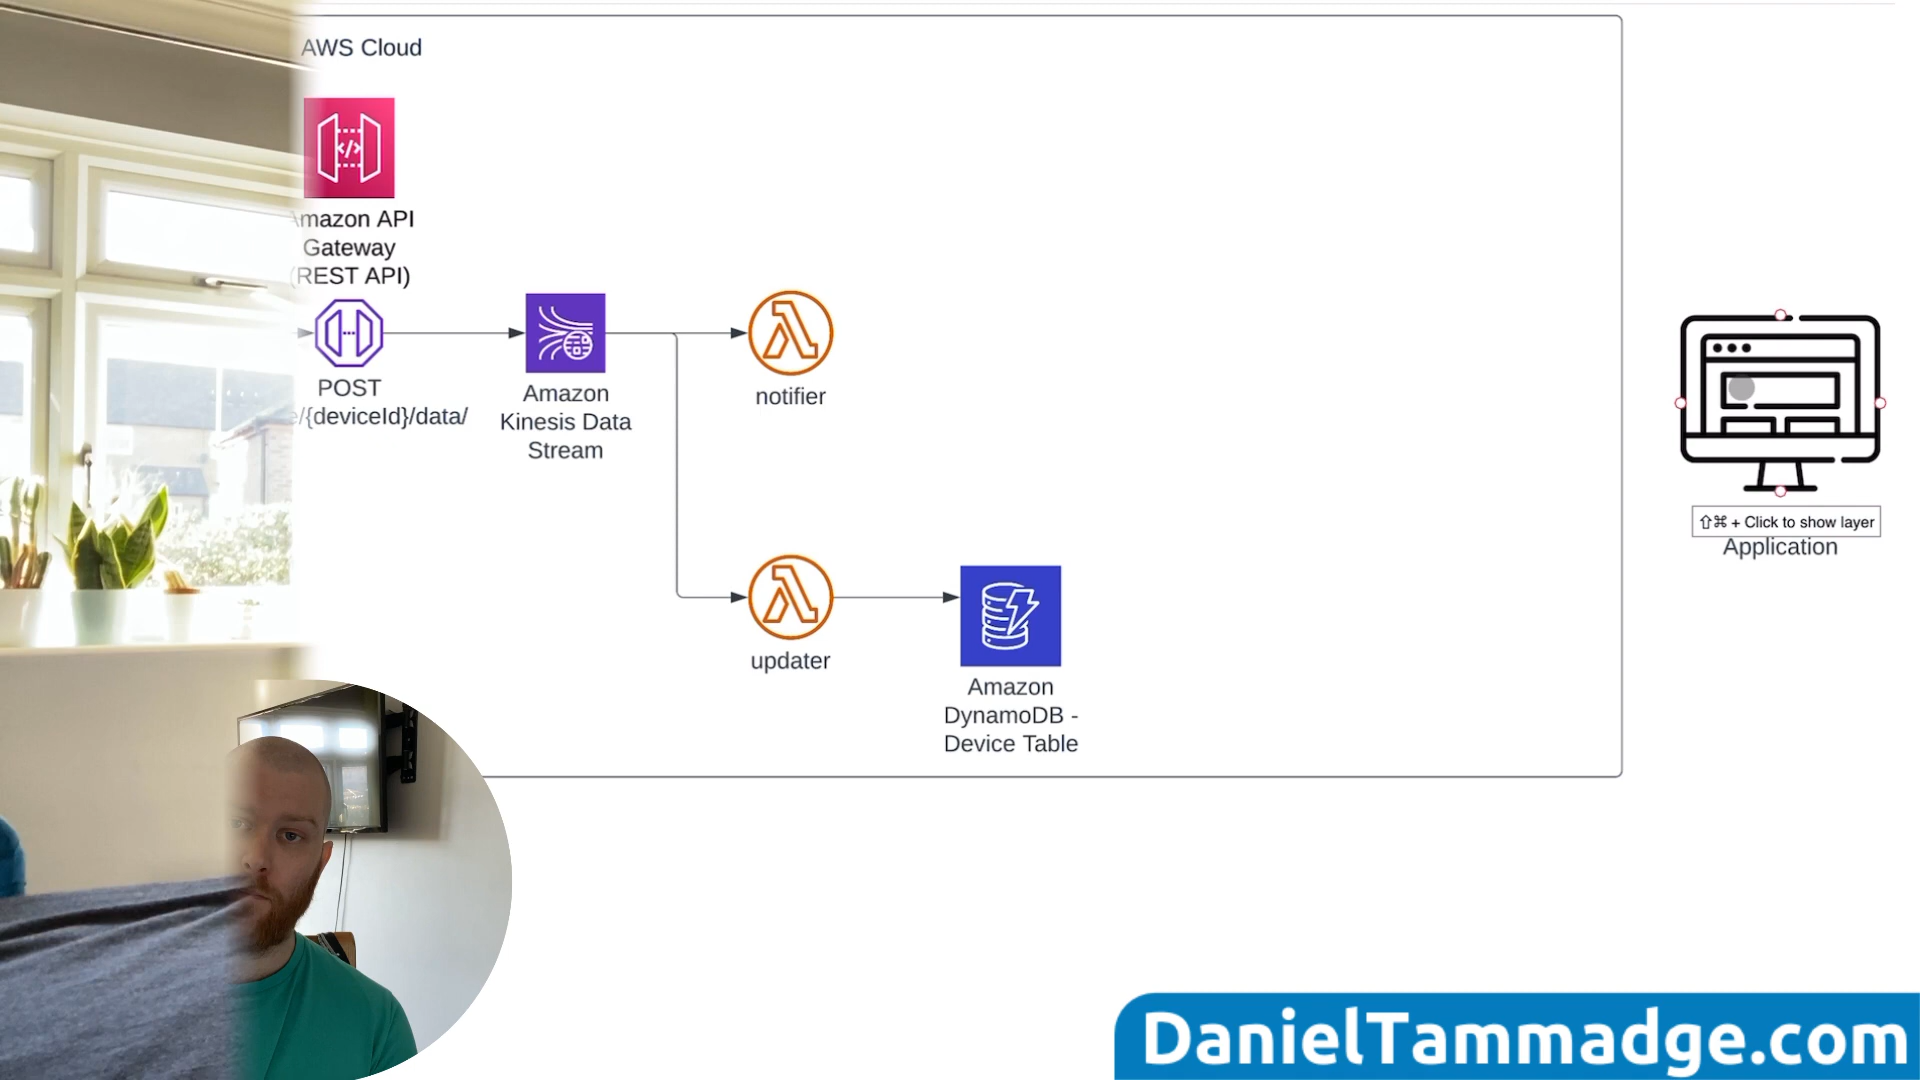 AWS Cloud
Amazon API
Gateway
(REST API)
POST
e/{deviceId}/data/
Amazon
Kinesis Data
Stream
notifier
updater
Amazon
DynamoDB -
Device Table
⇧⌘ + Click to show layer
Application
DanielTammadge.com